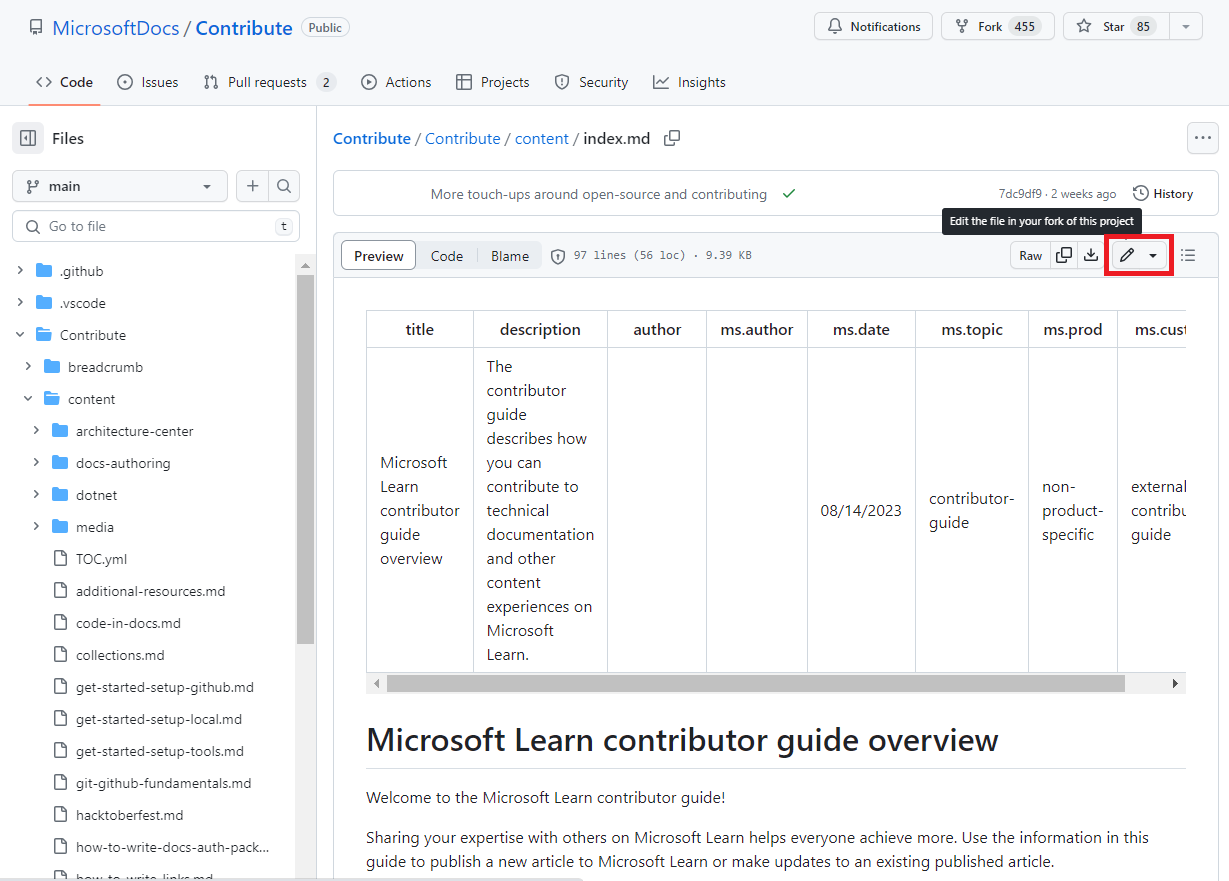 MicrosoftDocs / Contribute Public
Notifications Fork 455 Star 85
Code Issues Pull requests 2 Actions Projects Security Insights
Files
main
Go to file t
.github
.vscode
Contribute
breadcrumb
content
architecture-center
docs-authoring
dotnet
media
TOC.yml
additional-resources.md
code-in-docs.md
collections.md
get-started-setup-github.md
get-started-setup-local.md
get-started-setup-tools.md
git-github-fundamentals.md
hacktoberfest.md
how-to-write-docs-auth-pack...
how-to-write-links.md
Contribute / Contribute / content / index.md
More touch-ups around open-source and contributing 7dc9df9 · 2 weeks ago History
Edit the file in your fork of this project
Preview Code Blame 97 lines (56 loc) · 9.39 KB Raw
title description author ms.author ms.date ms.topic ms.prod ms.cust
Microsoft
Learn
contributor
guide
overview
The
contributor
guide
describes how
you can
contribute to
technical
documentation
and other
content
experiences on
Microsoft
Learn.
08/14/2023
contributor-
guide
non-
product-
specific
external
contribu
guide
Microsoft Learn contributor guide overview
Welcome to the Microsoft Learn contributor guide!
Sharing your expertise with others on Microsoft Learn helps everyone achieve more. Use the information in this
guide to publish a new article to Microsoft Learn or make updates to an existing published article.